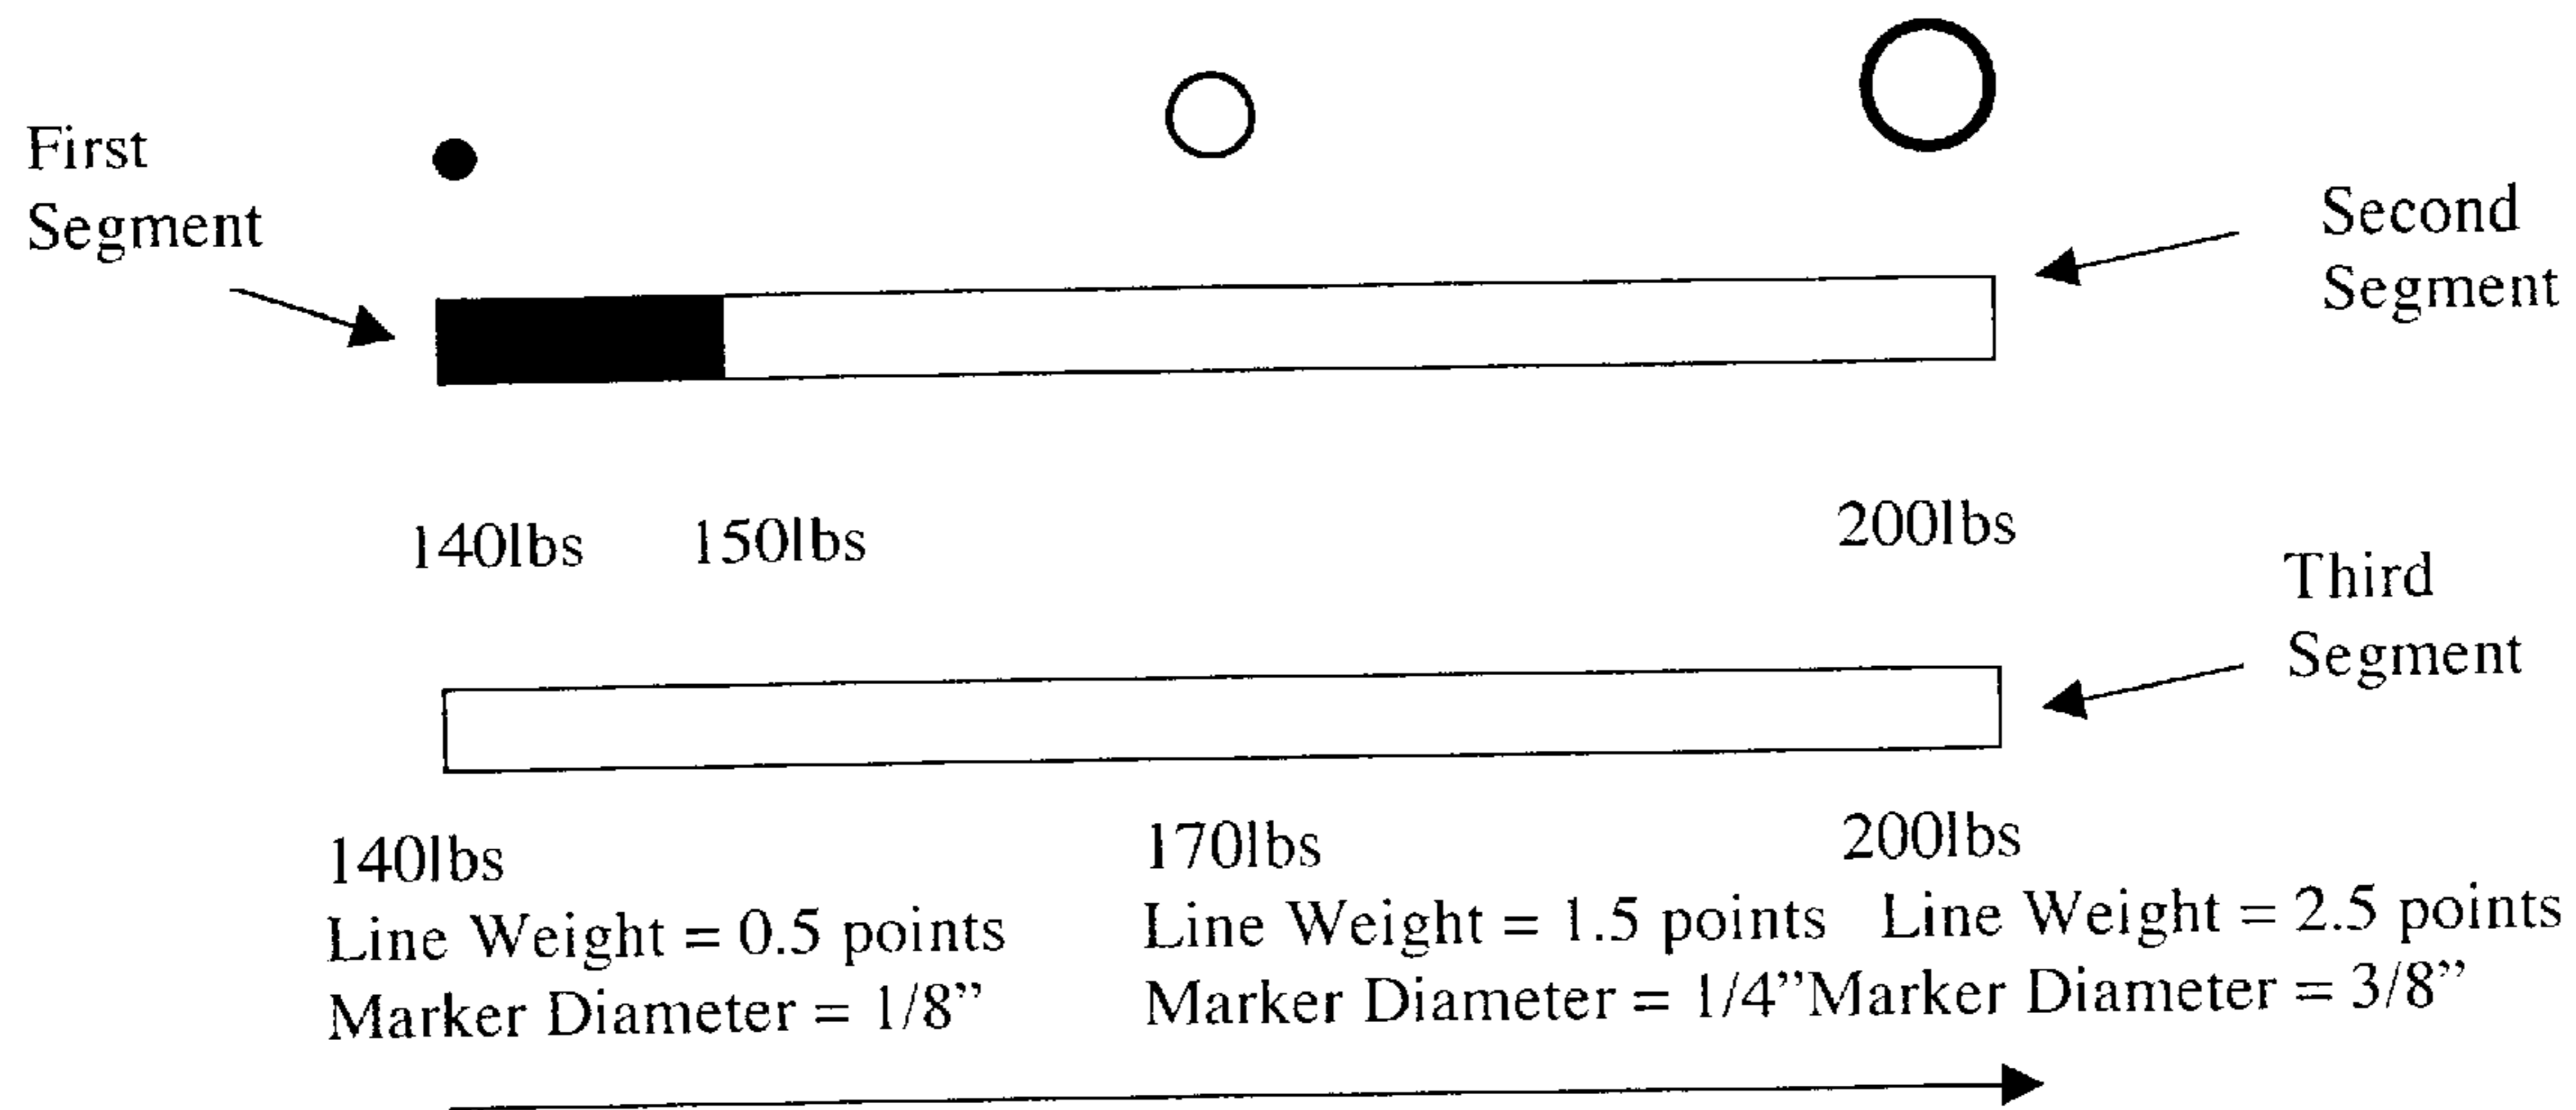 First
Segment
Second
Segment
140lbs 150lbs 200lbs
Third
Segment
140lbs 170lbs 200lbs
Line Weight = 0.5 points Line Weight = 1.5 points Line Weight = 2.5 points
Marker Diameter = 1/8” Marker Diameter = 1/4” Marker Diameter = 3/8”